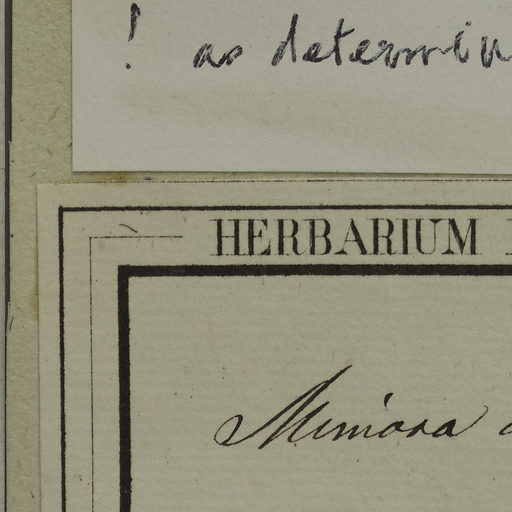 ! as determin
HERBARIUM
Mimosa